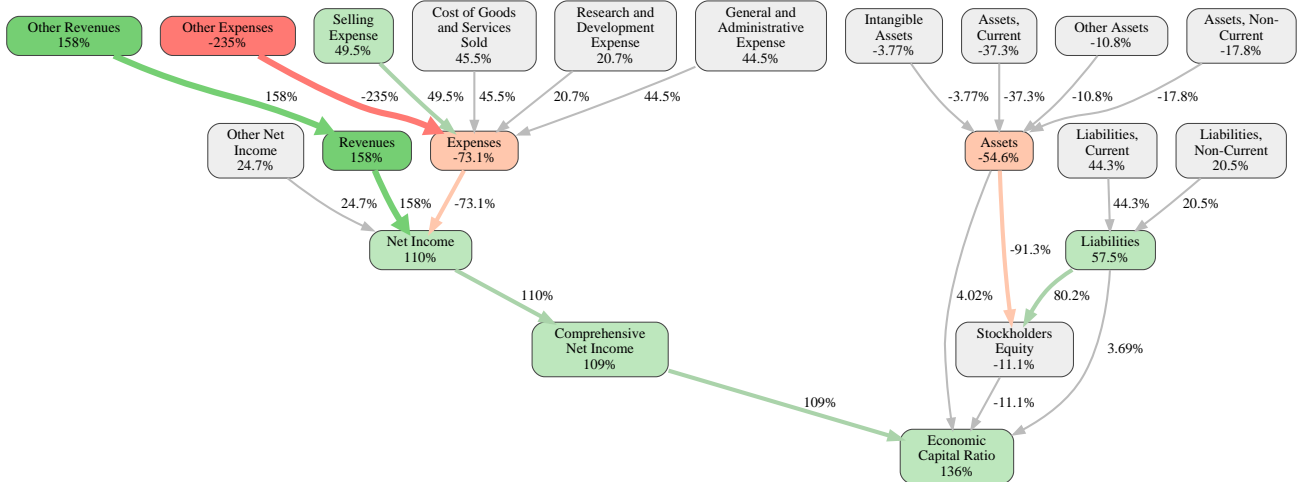 Other Revenues
158%
Other Expenses
-235%
Selling
Expense
49.5%
Cost of Goods
and Services
Sold
45.5%
Research and
Development
Expense
20.7%
General and
Administrative
Expense
44.5%
Intangible
Assets
-3.77%
Assets,
Current
-37.3%
Other Assets
-10.8%
Assets, Non-
Current
-17.8%
158%
-235%
49.5%
45.5%
20.7%
44.5%
-3.77%
-37.3%
-10.8%
-17.8%
Other Net
Income
24.7%
Revenues
158%
Expenses
-73.1%
Assets
-54.6%
Liabilities,
Current
44.3%
Liabilities,
Non-Current
20.5%
24.7%
158%
-73.1%
44.3%
20.5%
Net Income
110%
-91.3%
Liabilities
57.5%
110%
4.02%
80.2%
Comprehensive
Net Income
109%
Stockholders
Equity
-11.1%
3.69%
109%
-11.1%
Economic
Capital Ratio
136%